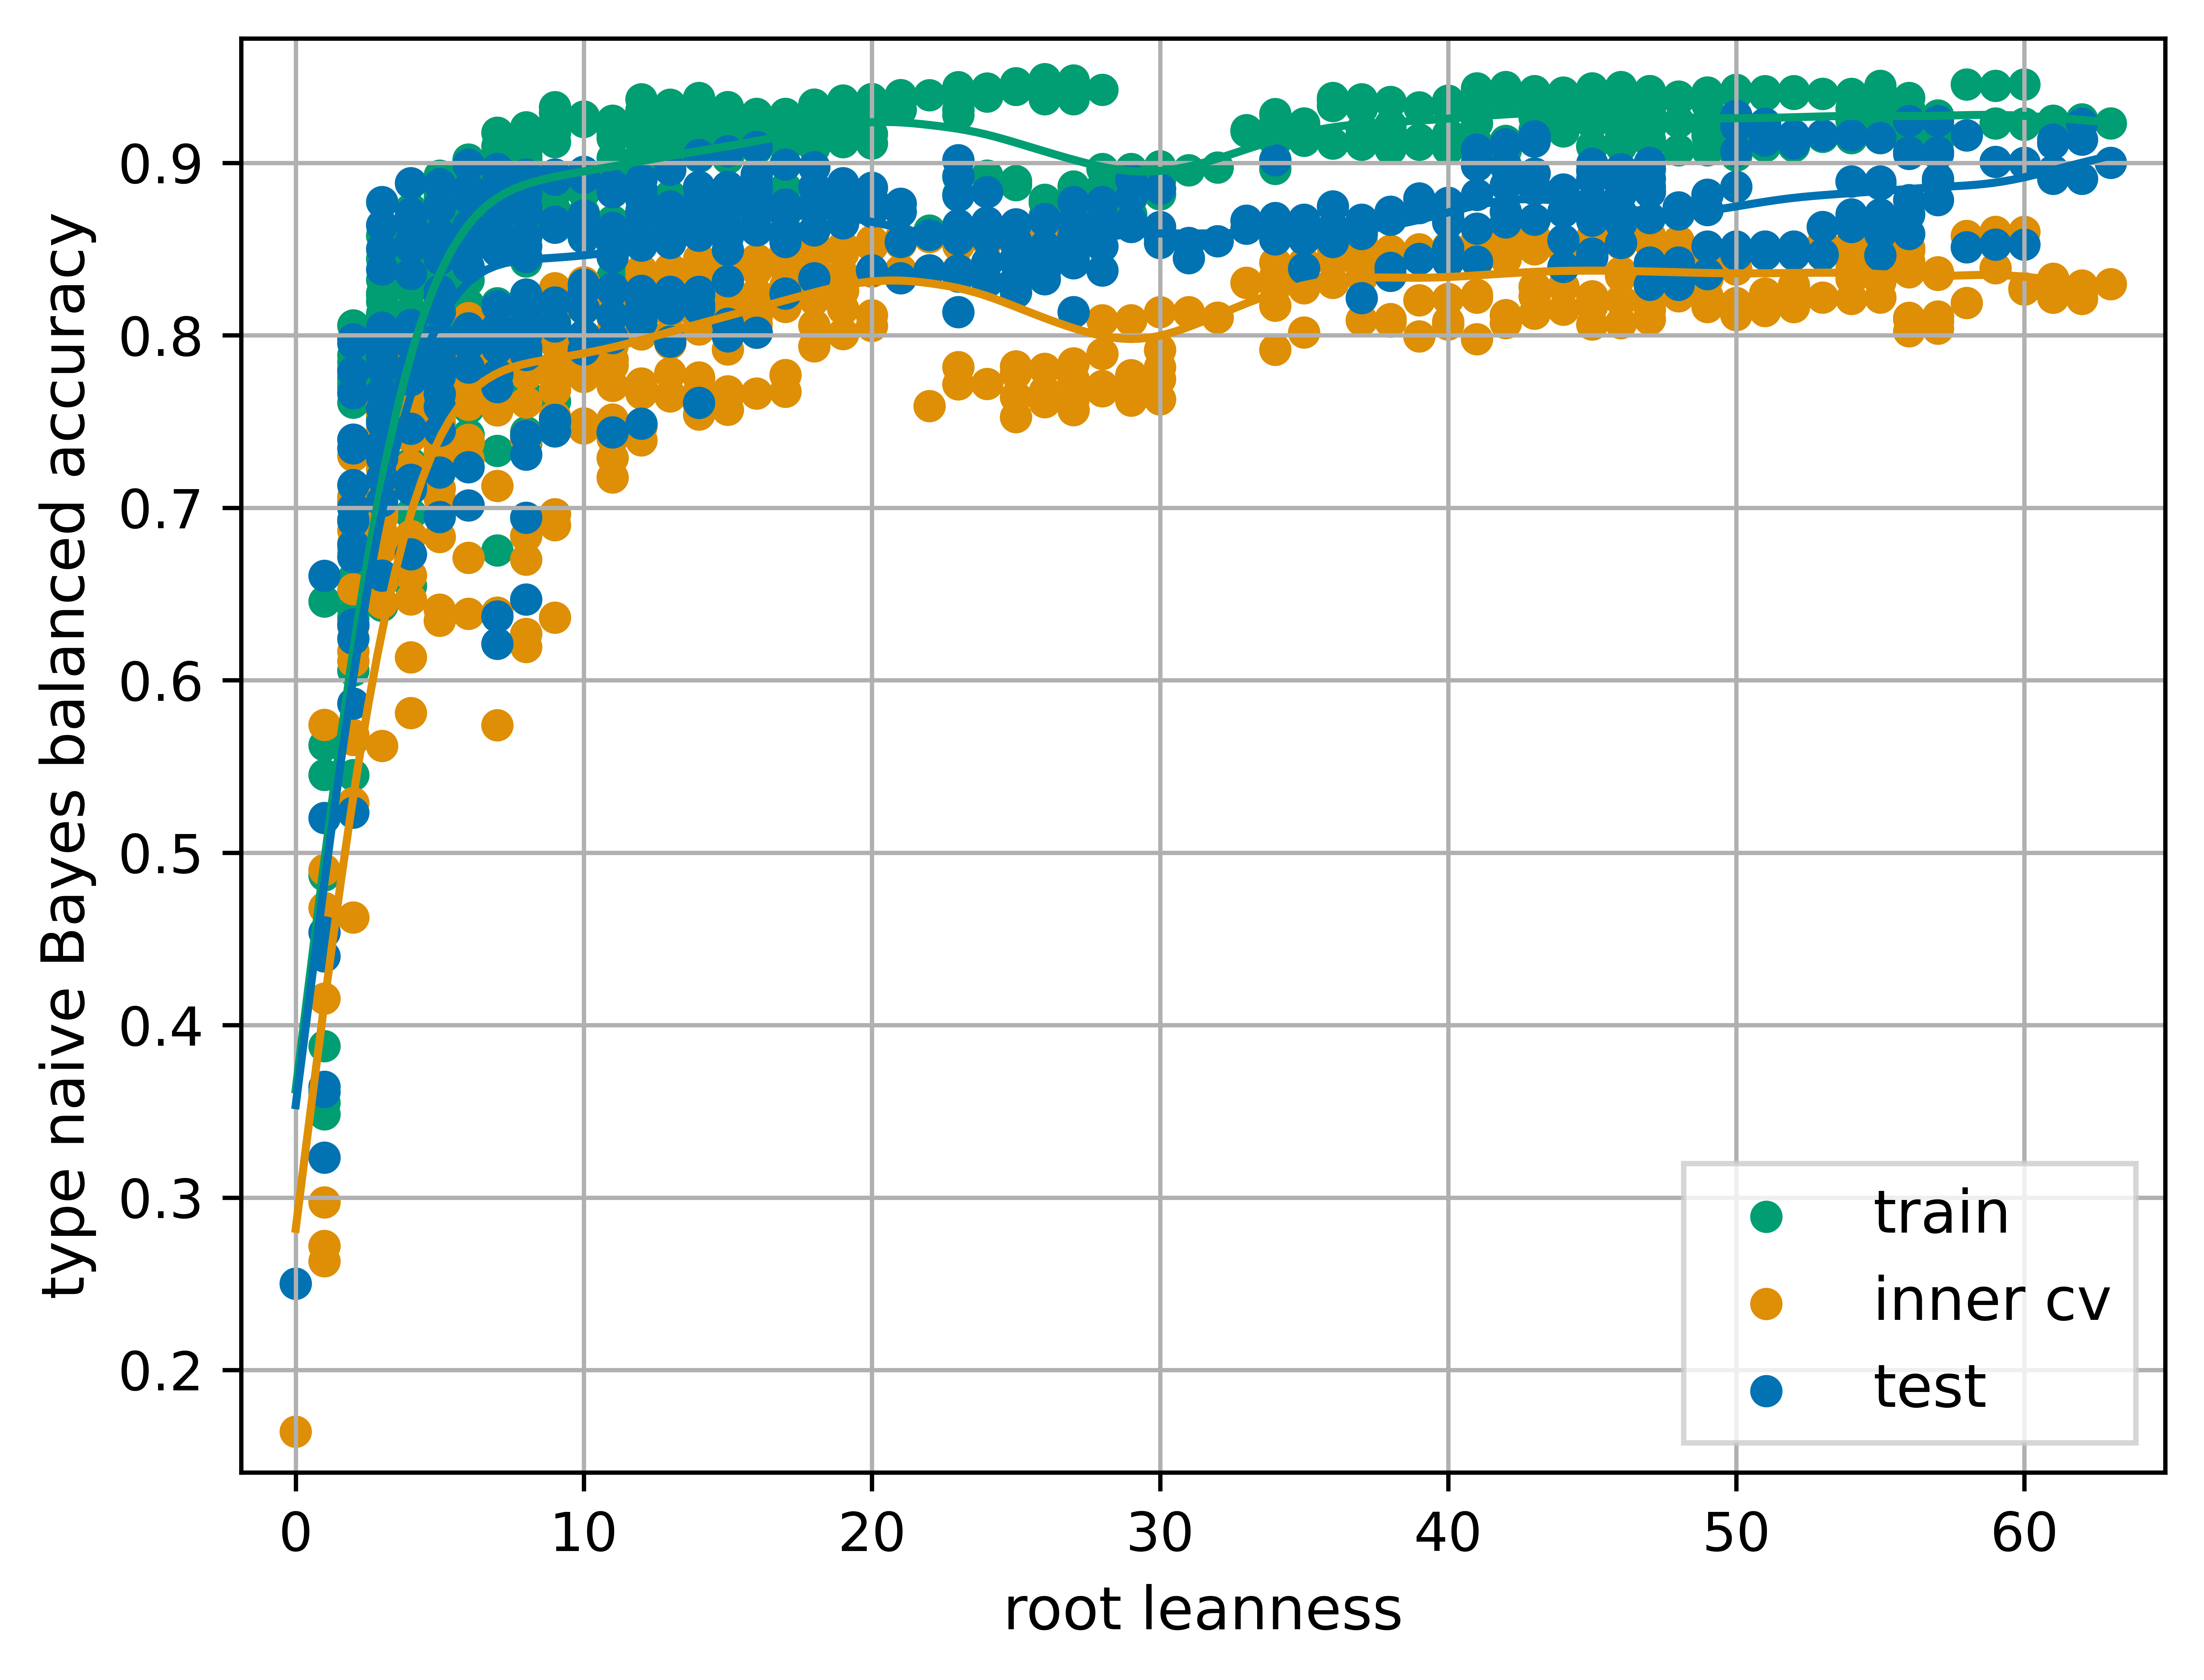 type naive Bayes balanced accuracy
0.9
0.8
0.7
0.6
0.5
0.4
0.3
0.2
train
inner cv
test
0 10 20 30 40 50 60
root leanness